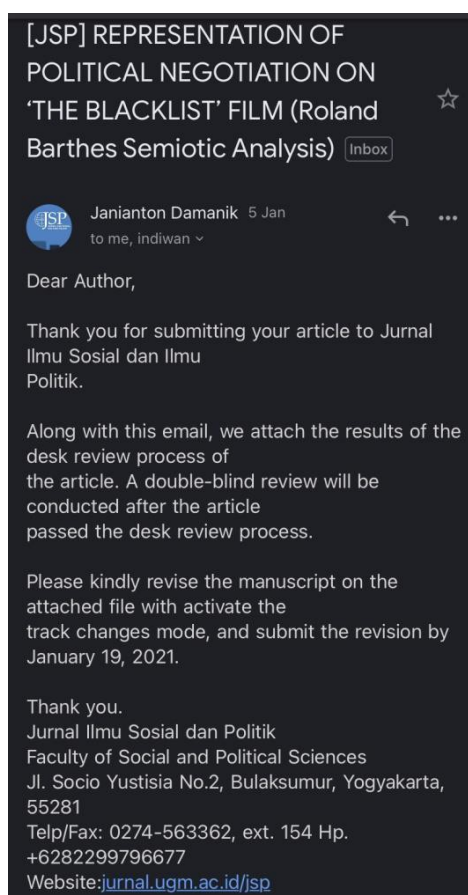 [JSP] REPRESENTATION OF
POLITICAL NEGOTIATION ON
‘THE BLACKLIST’ FILM (Roland
Barthes Semiotic Analysis) Inbox
JSP
Janianton Damanik 5 Jan
to me, indiwan
Dear Author,
Thank you for submitting your article to Jurnal
Ilmu Sosial dan Ilmu
Politik.
Along with this email, we attach the results of the
desk review process of
the article. A double-blind review will be
conducted after the article
passed the desk review process.
Please kindly revise the manuscript on the
attached file with activate the
track changes mode, and submit the revision by
January 19, 2021.
Thank you.
Jurnal Ilmu Sosial dan Politik
Faculty of Social and Political Sciences
Jl. Socio Yustisia No.2, Bulaksumur, Yogyakarta,
55281
Telp/Fax: 0274-563362, ext. 154 Hp.
+6282299796677
Website:jurnal.ugm.ac.id/jsp